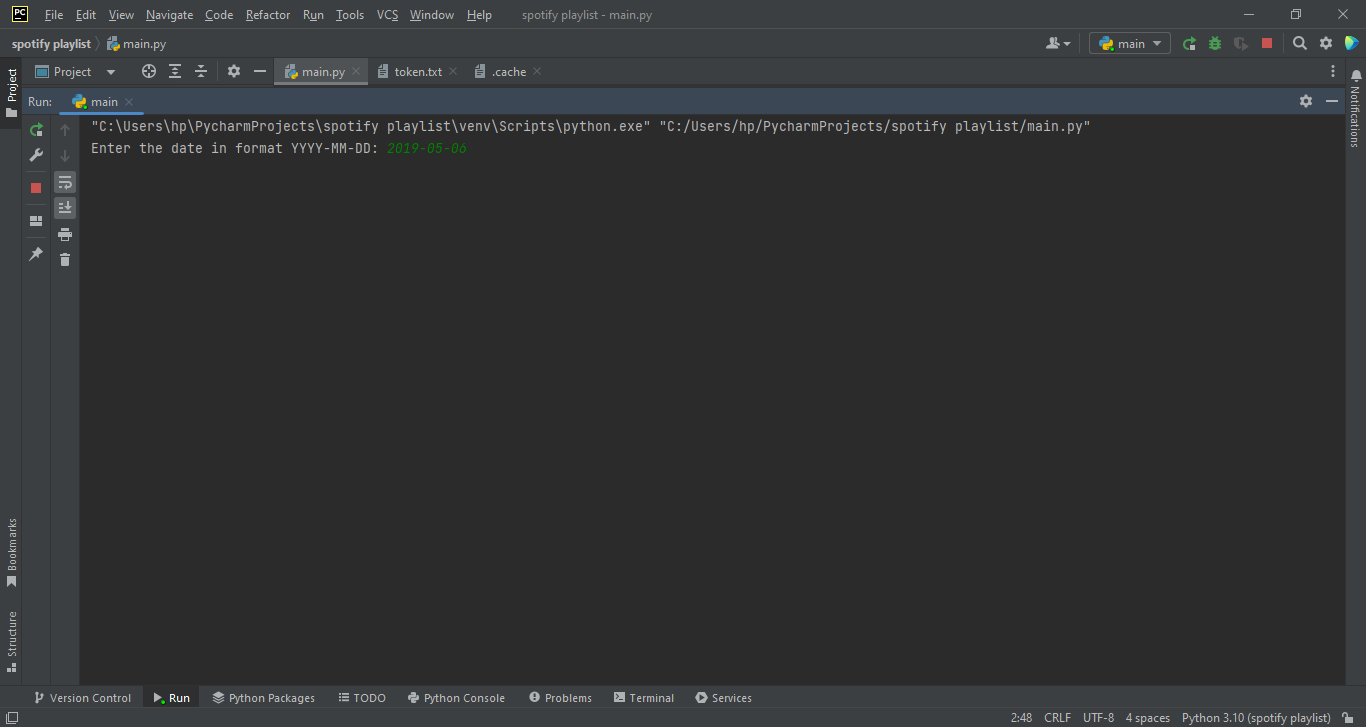 PC File Edit View Navigate Code Refactor Run Tools VCS Window Help spotify playlist - main.py
spotify playlist main.py main
Project main.py token.txt .cache
Project
Run: main
Notifications
"C:\Users\hp\PycharmProjects\spotify playlist\venv\Scripts\python.exe" "C:/Users/hp/PycharmProjects/spotify playlist/main.py"
Enter the date in format YYYY-MM-DD: 2019-05-06
Bookmarks
Structure
Version Control Run Python Packages TODO Python Console Problems Terminal Services
2:48 CRLF UTF-8 4 spaces Python 3.10 (spotify playlist)